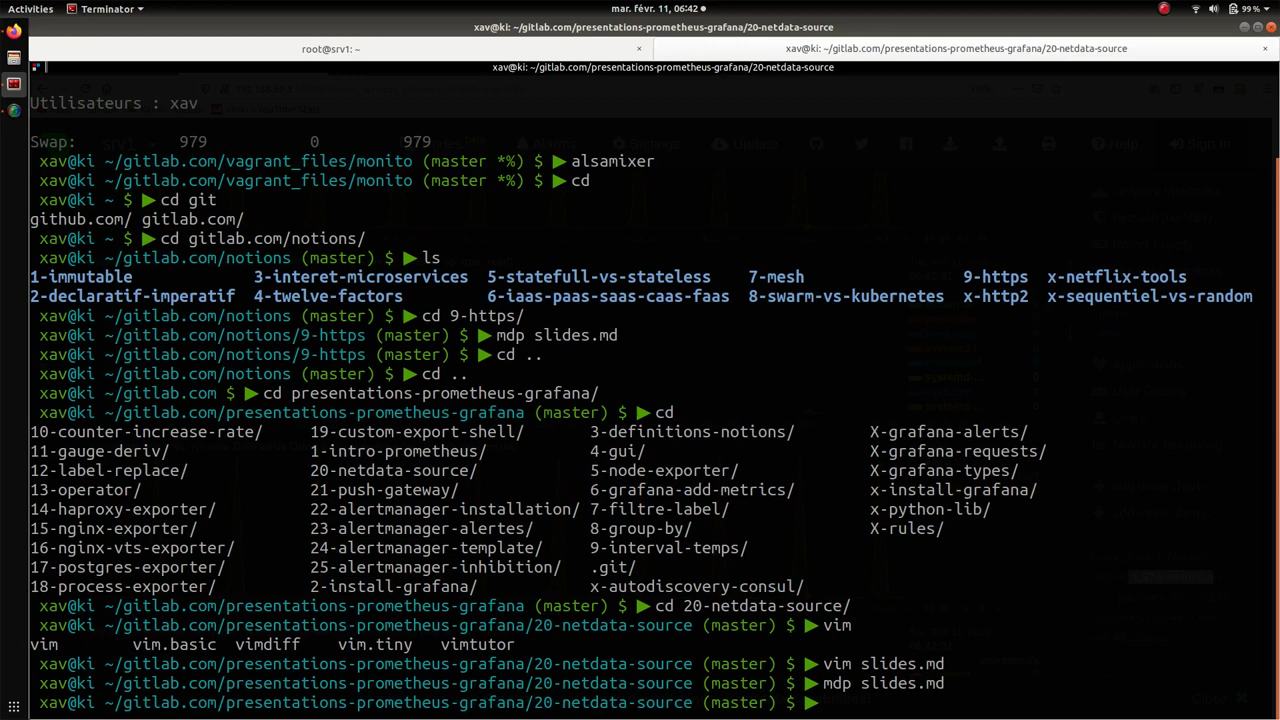 Activities Terminator mar. févr. 11, 06:42 99 %
xav@ki: ~/gitlab.com/presentations-prometheus-grafana/20-netdata-source
root@srv1: ~ × xav@ki: ~/gitlab.com/presentations-prometheus-grafana/20-netdata-source ×
xav@ki: ~/gitlab.com/presentations-prometheus-grafana/20-netdata-source
Utilisateurs : xav
Swap: 979 0 979
xav@ki ~/gitlab.com/vagrant_files/monito (master *%) $ ▶alsamixer
xav@ki ~/gitlab.com/vagrant_files/monito (master *%) $ ▶cd
xav@ki ~ $ ▶cd git
github.com/ gitlab.com/
xav@ki ~ $ ▶cd gitlab.com/notions/
xav@ki ~/gitlab.com/notions (master) $ ▶ls
1-immutable 3-interet-microservices 5-statefull-vs-stateless 7-mesh 9-https x-netflix-tools
2-declaratif-imperatif 4-twelve-factors 6-iaas-paas-saas-caas-faas 8-swarm-vs-kubernetes x-http2 x-sequentiel-vs-random
xav@ki ~/gitlab.com/notions (master) $ ▶cd 9-https/
xav@ki ~/gitlab.com/notions/9-https (master) $ ▶mdp slides.md
xav@ki ~/gitlab.com/notions/9-https (master) $ ▶cd ..
xav@ki ~/gitlab.com/notions (master) $ ▶cd ..
xav@ki ~/gitlab.com $ ▶cd presentations-prometheus-grafana/
xav@ki ~/gitlab.com/presentations-prometheus-grafana (master) $ ▶cd
10-counter-increase-rate/ 19-custom-export-shell/ 3-definitions-notions/ X-grafana-alerts/
11-gauge-deriv/ 1-intro-prometheus/ 4-gui/ X-grafana-requests/
12-label-replace/ 20-netdata-source/ 5-node-exporter/ X-grafana-types/
13-operator/ 21-push-gateway/ 6-grafana-add-metrics/ x-install-grafana/
14-haproxy-exporter/ 22-alertmanager-installation/ 7-filtre-label/ x-python-lib/
15-nginx-exporter/ 23-alertmanager-alertes/ 8-group-by/ X-rules/
16-nginx-vts-exporter/ 24-alertmanager-template/ 9-interval-temps/
17-postgres-exporter/ 25-alertmanager-inhibition/ .git/
18-process-exporter/ 2-install-grafana/ x-autodiscovery-consul/
xav@ki ~/gitlab.com/presentations-prometheus-grafana (master) $ ▶cd 20-netdata-source/
xav@ki ~/gitlab.com/presentations-prometheus-grafana/20-netdata-source (master) $ ▶vim
vim vim.basic vimdiff vim.tiny vimtutor
xav@ki ~/gitlab.com/presentations-prometheus-grafana/20-netdata-source (master) $ ▶vim slides.md
xav@ki ~/gitlab.com/presentations-prometheus-grafana/20-netdata-source (master) $ ▶mdp slides.md
xav@ki ~/gitlab.com/presentations-prometheus-grafana/20-netdata-source (master) $ ▶